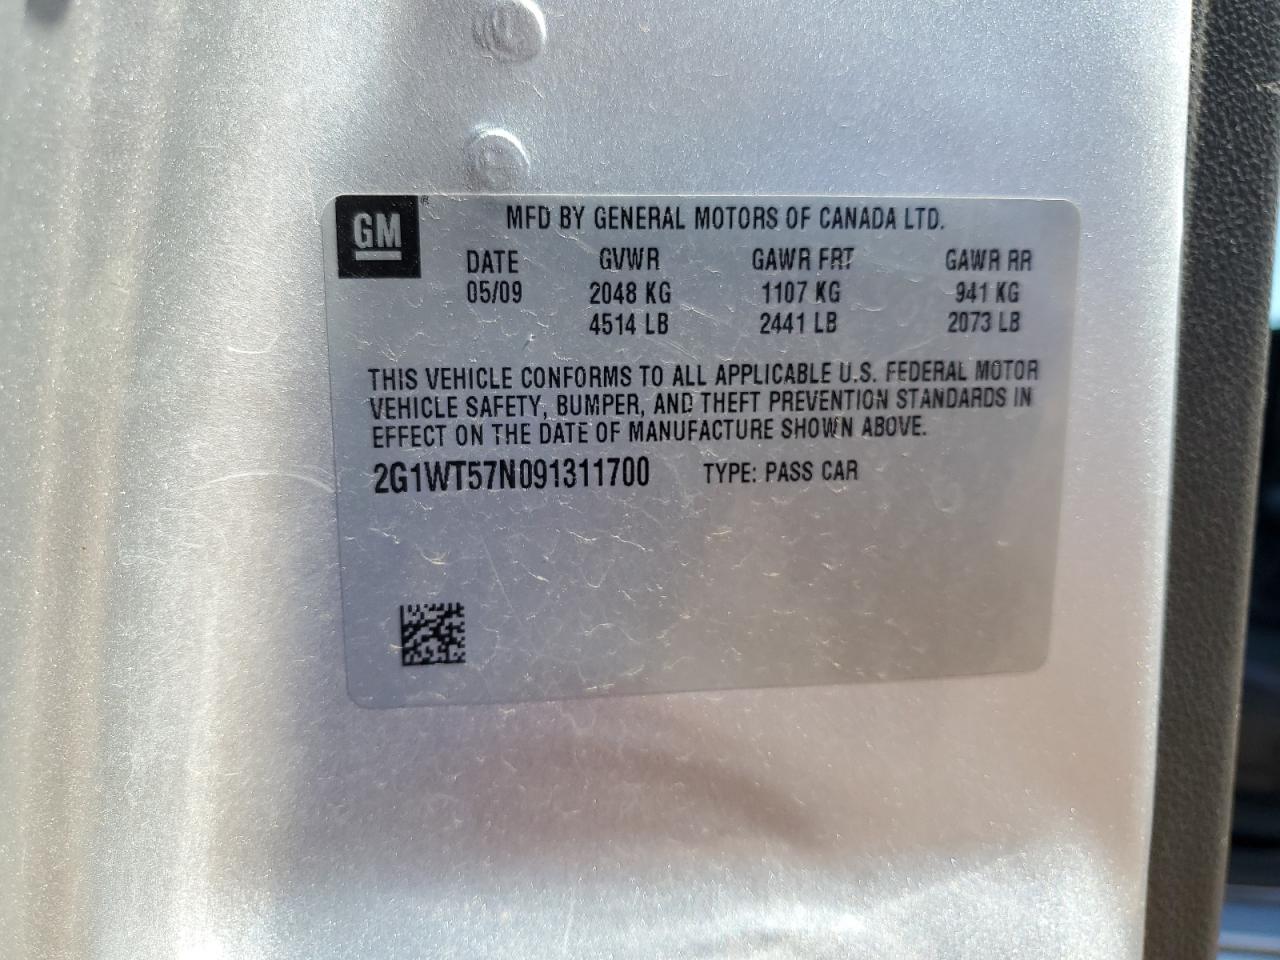 GM®
MFD BY GENERAL MOTORS OF CANADA LTD.
DATE GVWR GAWR FRT GAWR RR
05/09 2048 KG 1107 KG 941 KG
4514 LB 2441 LB 2073 LB
THIS VEHICLE CONFORMS TO ALL APPLICABLE U.S. FEDERAL MOTOR
VEHICLE SAFETY, BUMPER, AND THEFT PREVENTION STANDARDS IN
EFFECT ON THE DATE OF MANUFACTURE SHOWN ABOVE.
2G1WT57N091311700 TYPE: PASS CAR